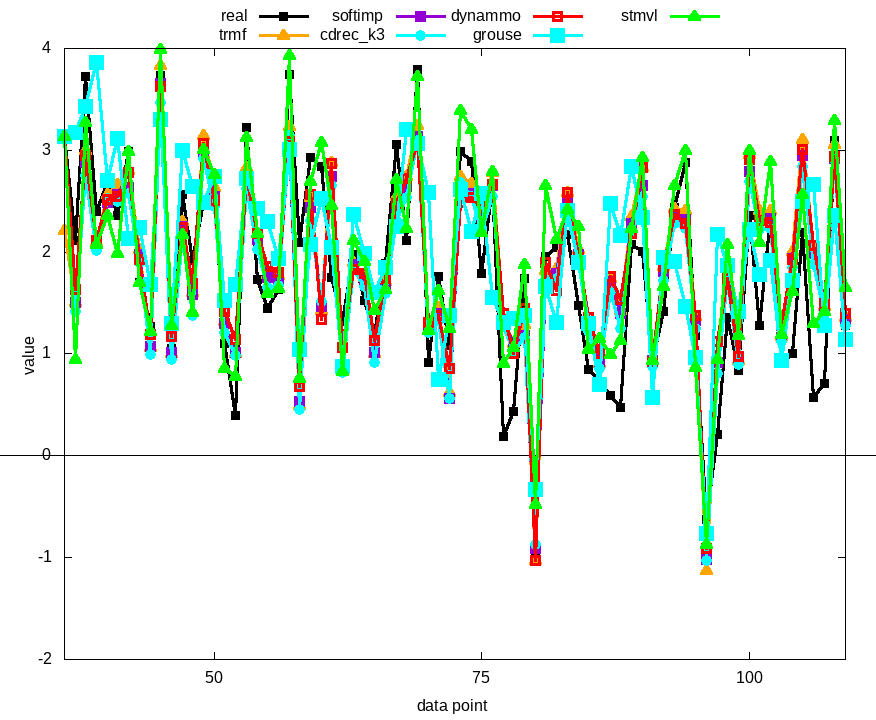 real softimp dynammo stmvl
trmf cdrec_k3 grouse
4
3
2
1
0
-1
-2
value
50 75 100
data point